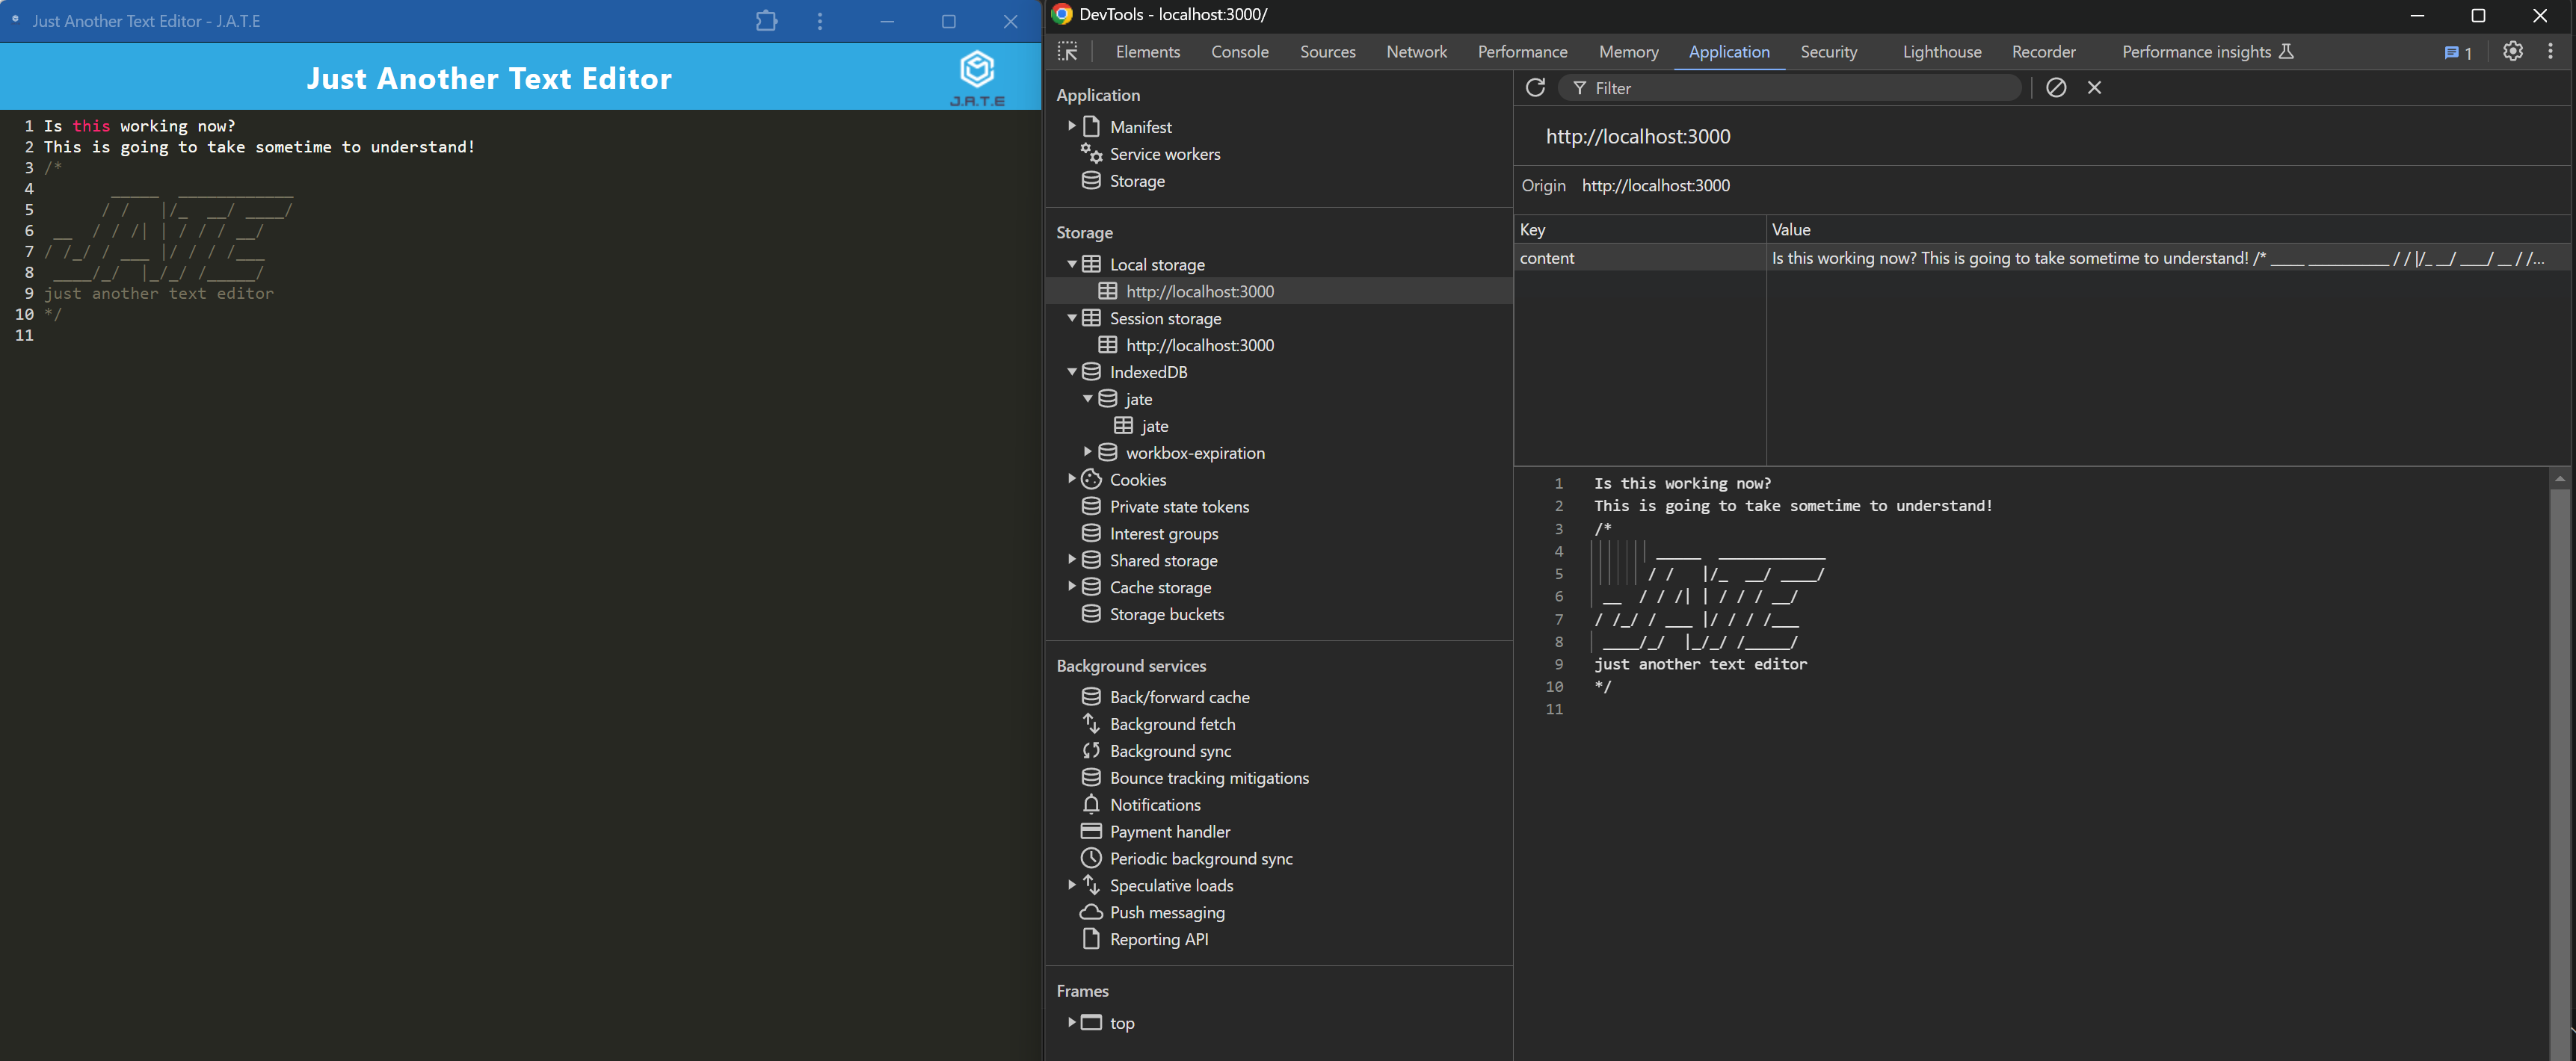 Just Another Text Editor - J.A.T.E
Just Another Text Editor
J.A.T.E
1 Is this working now?
2 This is going to take sometime to understand!
3 /*
4        _____  ____________
5       / /   |/_  __/ ____/
6  __  / / /| | / / / __/
7 / /_/ / ___ |/ / / /___
8  ____/_/  |_/_/ /_____/
9 just another text editor
10 */
11
DevTools - localhost:3000/
Elements Console Sources Network Performance Memory Application Security Lighthouse Recorder Performance insights 1
Application
Manifest
Service workers
Storage
Storage
Local storage
http://localhost:3000
Session storage
http://localhost:3000
IndexedDB
jate
jate
workbox-expiration
Cookies
Private state tokens
Interest groups
Shared storage
Cache storage
Storage buckets
Background services
Back/forward cache
Background fetch
Background sync
Bounce tracking mitigations
Notifications
Payment handler
Periodic background sync
Speculative loads
Push messaging
Reporting API
Frames
top
Filter
http://localhost:3000
Origin http://localhost:3000
Key Value
content Is this working now? This is going to take sometime to understand! /* _____ ____________ / / |/_ __/ ____/ __ / /...
1 Is this working now?
2 This is going to take sometime to understand!
3 /*
4        _____  ____________
5       / /   |/_  __/ ____/
6  __  / / /| | / / / __/
7 / /_/ / ___ |/ / / /___
8  ____/_/  |_/_/ /_____/
9 just another text editor
10 */
11